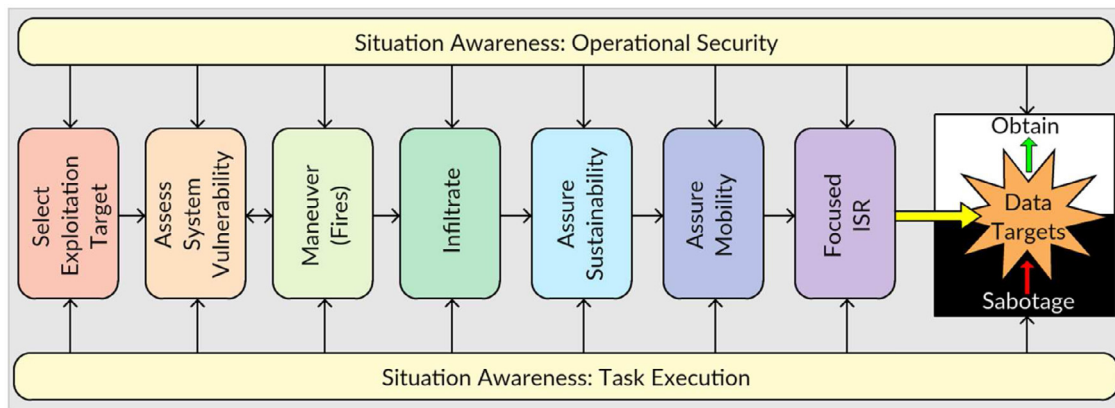 Situation Awareness: Operational Security
Select
Exploitation
Target
Assess
System
Vulnerability
Maneuver
(Fires)
Infiltrate
Assure
Sustainability
Assure
Mobility
Focused
ISR
Obtain
Data
Targets
Sabotage
Situation Awareness: Task Execution